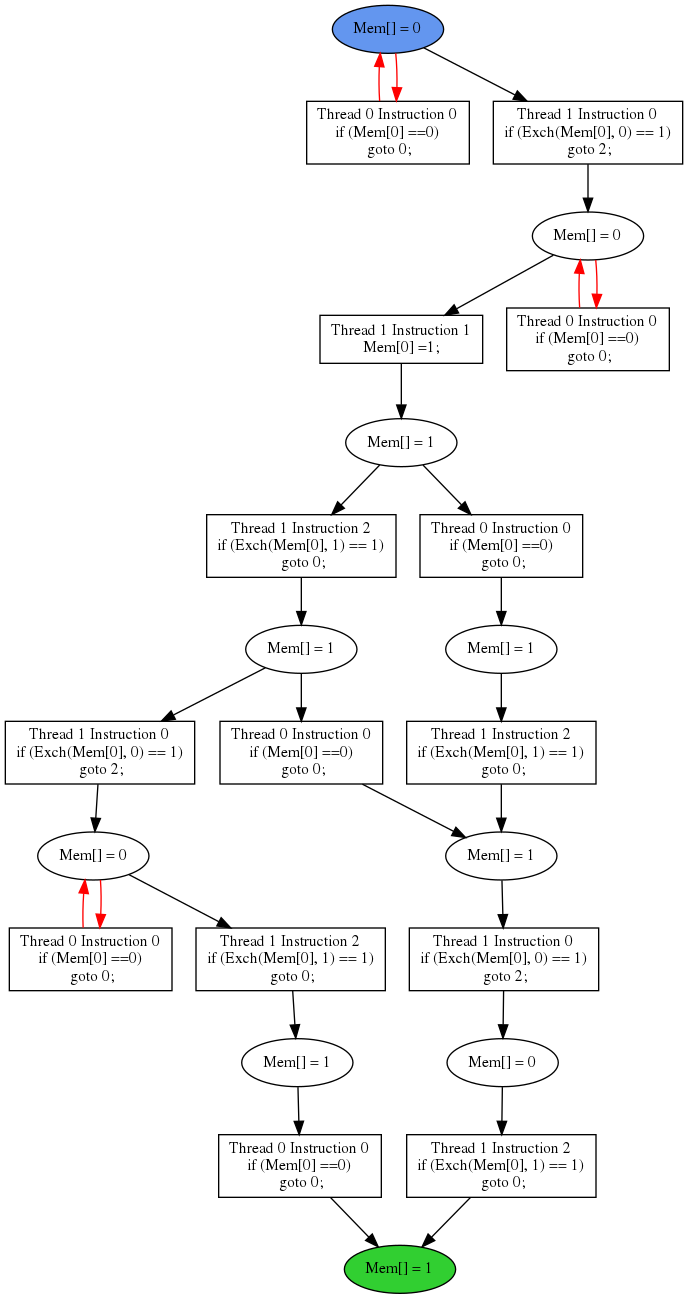 Mem[] = 0
Thread 0 Instruction 0
if (Mem[0] ==0)
goto 0;
Thread 1 Instruction 0
if (Exch(Mem[0], 0) == 1)
goto 2;
Mem[] = 0
Thread 1 Instruction 1
Mem[0] =1;
Thread 0 Instruction 0
if (Mem[0] ==0)
goto 0;
Mem[] = 1
Thread 1 Instruction 2
if (Exch(Mem[0], 1) == 1)
goto 0;
Thread 0 Instruction 0
if (Mem[0] ==0)
goto 0;
Mem[] = 1
Mem[] = 1
Thread 1 Instruction 0
if (Exch(Mem[0], 0) == 1)
goto 2;
Thread 0 Instruction 0
if (Mem[0] ==0)
goto 0;
Thread 1 Instruction 2
if (Exch(Mem[0], 1) == 1)
goto 0;
Mem[] = 0
Mem[] = 1
Thread 0 Instruction 0
if (Mem[0] ==0)
goto 0;
Thread 1 Instruction 2
if (Exch(Mem[0], 1) == 1)
goto 0;
Thread 1 Instruction 0
if (Exch(Mem[0], 0) == 1)
goto 2;
Mem[] = 1
Mem[] = 0
Thread 0 Instruction 0
if (Mem[0] ==0)
goto 0;
Thread 1 Instruction 2
if (Exch(Mem[0], 1) == 1)
goto 0;
Mem[] = 1